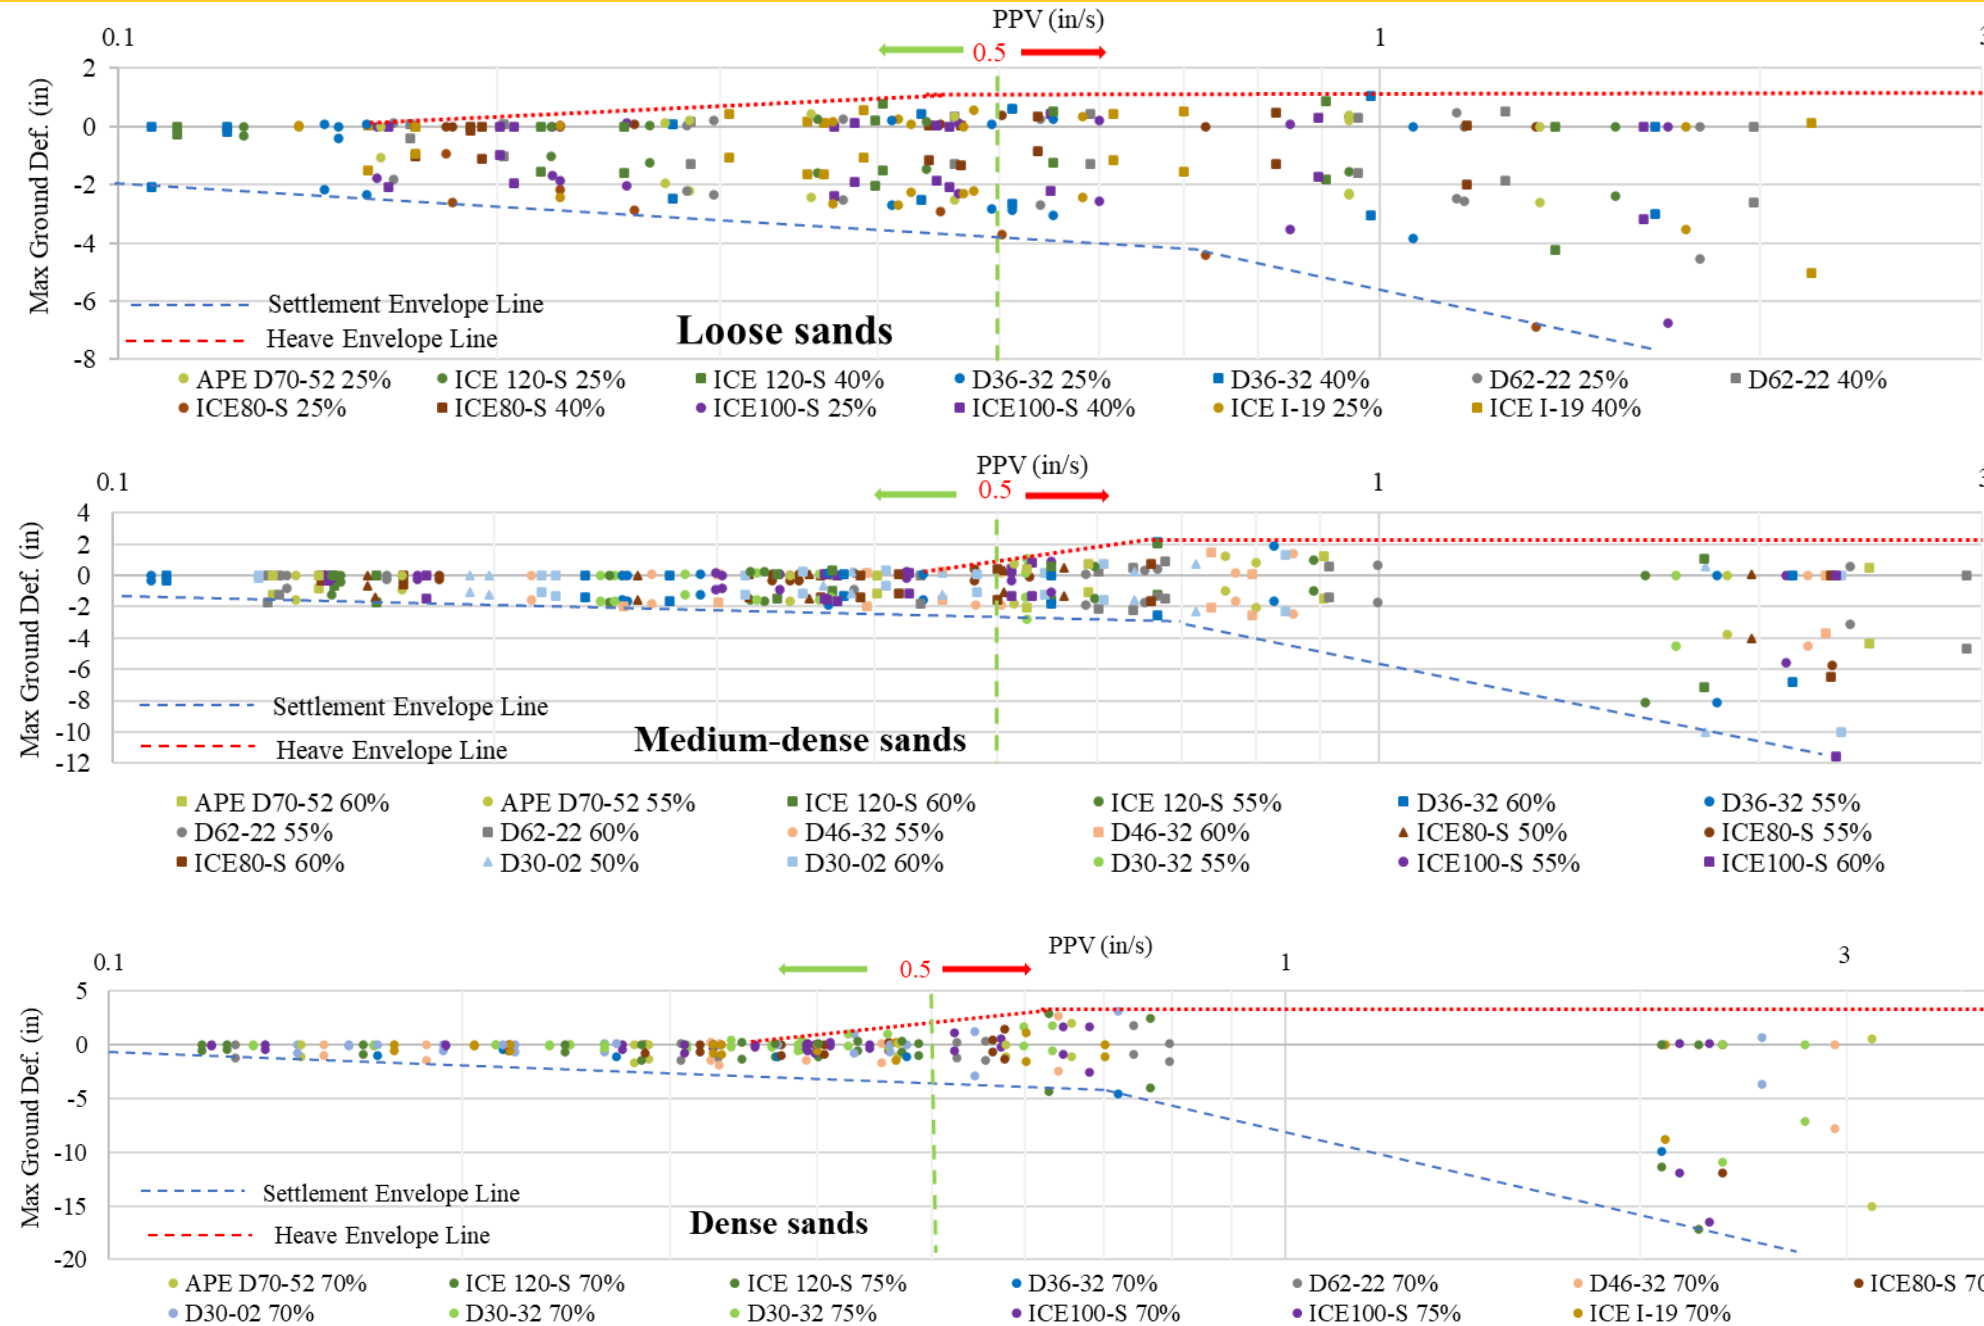 PPV (in/s)
0.1 1 3
0.5
2
0
-2
-4
-6
-8
Max Ground Def. (in)
Settlement Envelope Line
Heave Envelope Line
Loose sands
APE D70-52 25% ICE 120-S 25% ICE 120-S 40% D36-32 25% D36-32 40% D62-22 25% D62-22 40%
ICE80-S 25% ICE80-S 40% ICE100-S 25% ICE100-S 40% ICE I-19 25% ICE I-19 40%
PPV (in/s)
0.1 1 3
0.5
4
2
0
-2
-4
-6
-8
-10
-12
Max Ground Def. (in)
Settlement Envelope Line
Heave Envelope Line
Medium-dense sands
APE D70-52 60% APE D70-52 55% ICE 120-S 60% ICE 120-S 55% D36-32 60% D36-32 55%
D62-22 55% D62-22 60% D46-32 55% D46-32 60% ICE80-S 50% ICE80-S 55%
ICE80-S 60% D30-02 50% D30-02 60% D30-32 55% ICE100-S 55% ICE100-S 60%
PPV (in/s)
0.1 1 3
0.5
5
0
-5
-10
-15
-20
Max Ground Def. (in)
Settlement Envelope Line
Heave Envelope Line
Dense sands
APE D70-52 70% ICE 120-S 70% ICE 120-S 75% D36-32 70% D62-22 70% D46-32 70% ICE80-S 70
D30-02 70% D30-32 70% D30-32 75% ICE100-S 70% ICE100-S 75% ICE I-19 70%